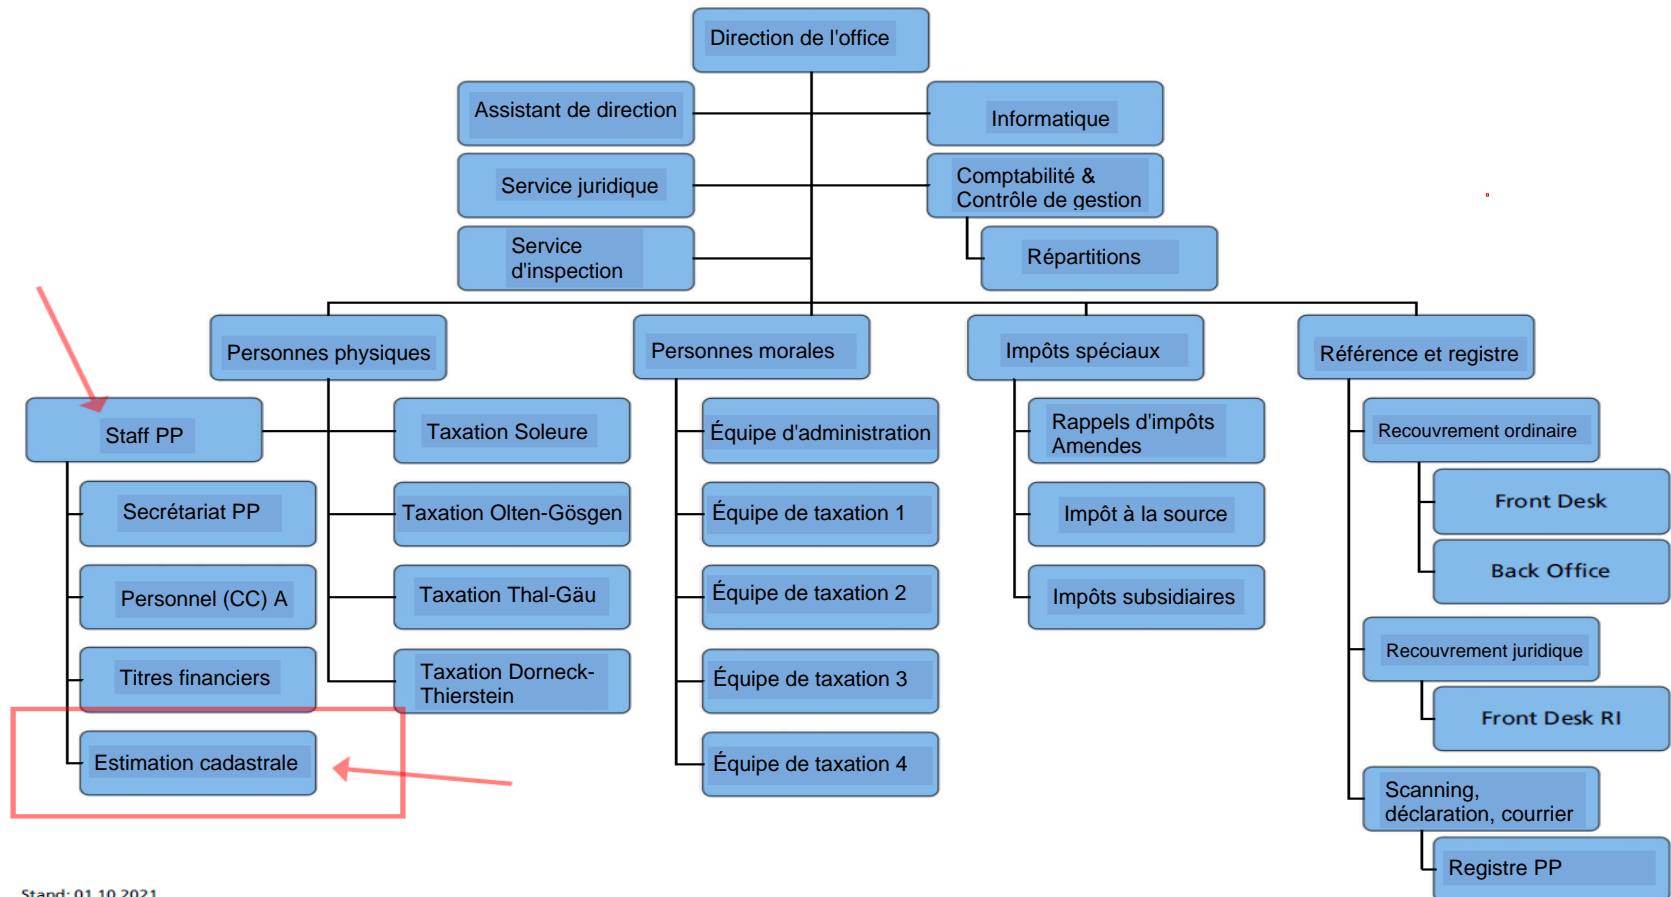 Direction de l'office
Assistant de direction
Informatique
Service juridique
Comptabilité &
Contrôle de gestion
Service
d'inspection
Répartitions
Personnes physiques
Personnes morales
Impôts spéciaux
Référence et registre
Staff PP
Taxation Soleure
Secrétariat PP
Taxation Olten-Gösgen
Personnel (CC) A
Taxation Thal-Gäu
Titres financiers
Taxation Dorneck-
Thierstein
Estimation cadastrale
Équipe d'administration
Équipe de taxation 1
Équipe de taxation 2
Équipe de taxation 3
Équipe de taxation 4
Rappels d'impôts
Amendes
Impôt à la source
Impôts subsidiaires
Recouvrement ordinaire
Front Desk
Back Office
Recouvrement juridique
Front Desk RI
Scanning,
déclaration, courrier
Registre PP
Stand: 01.10.2021